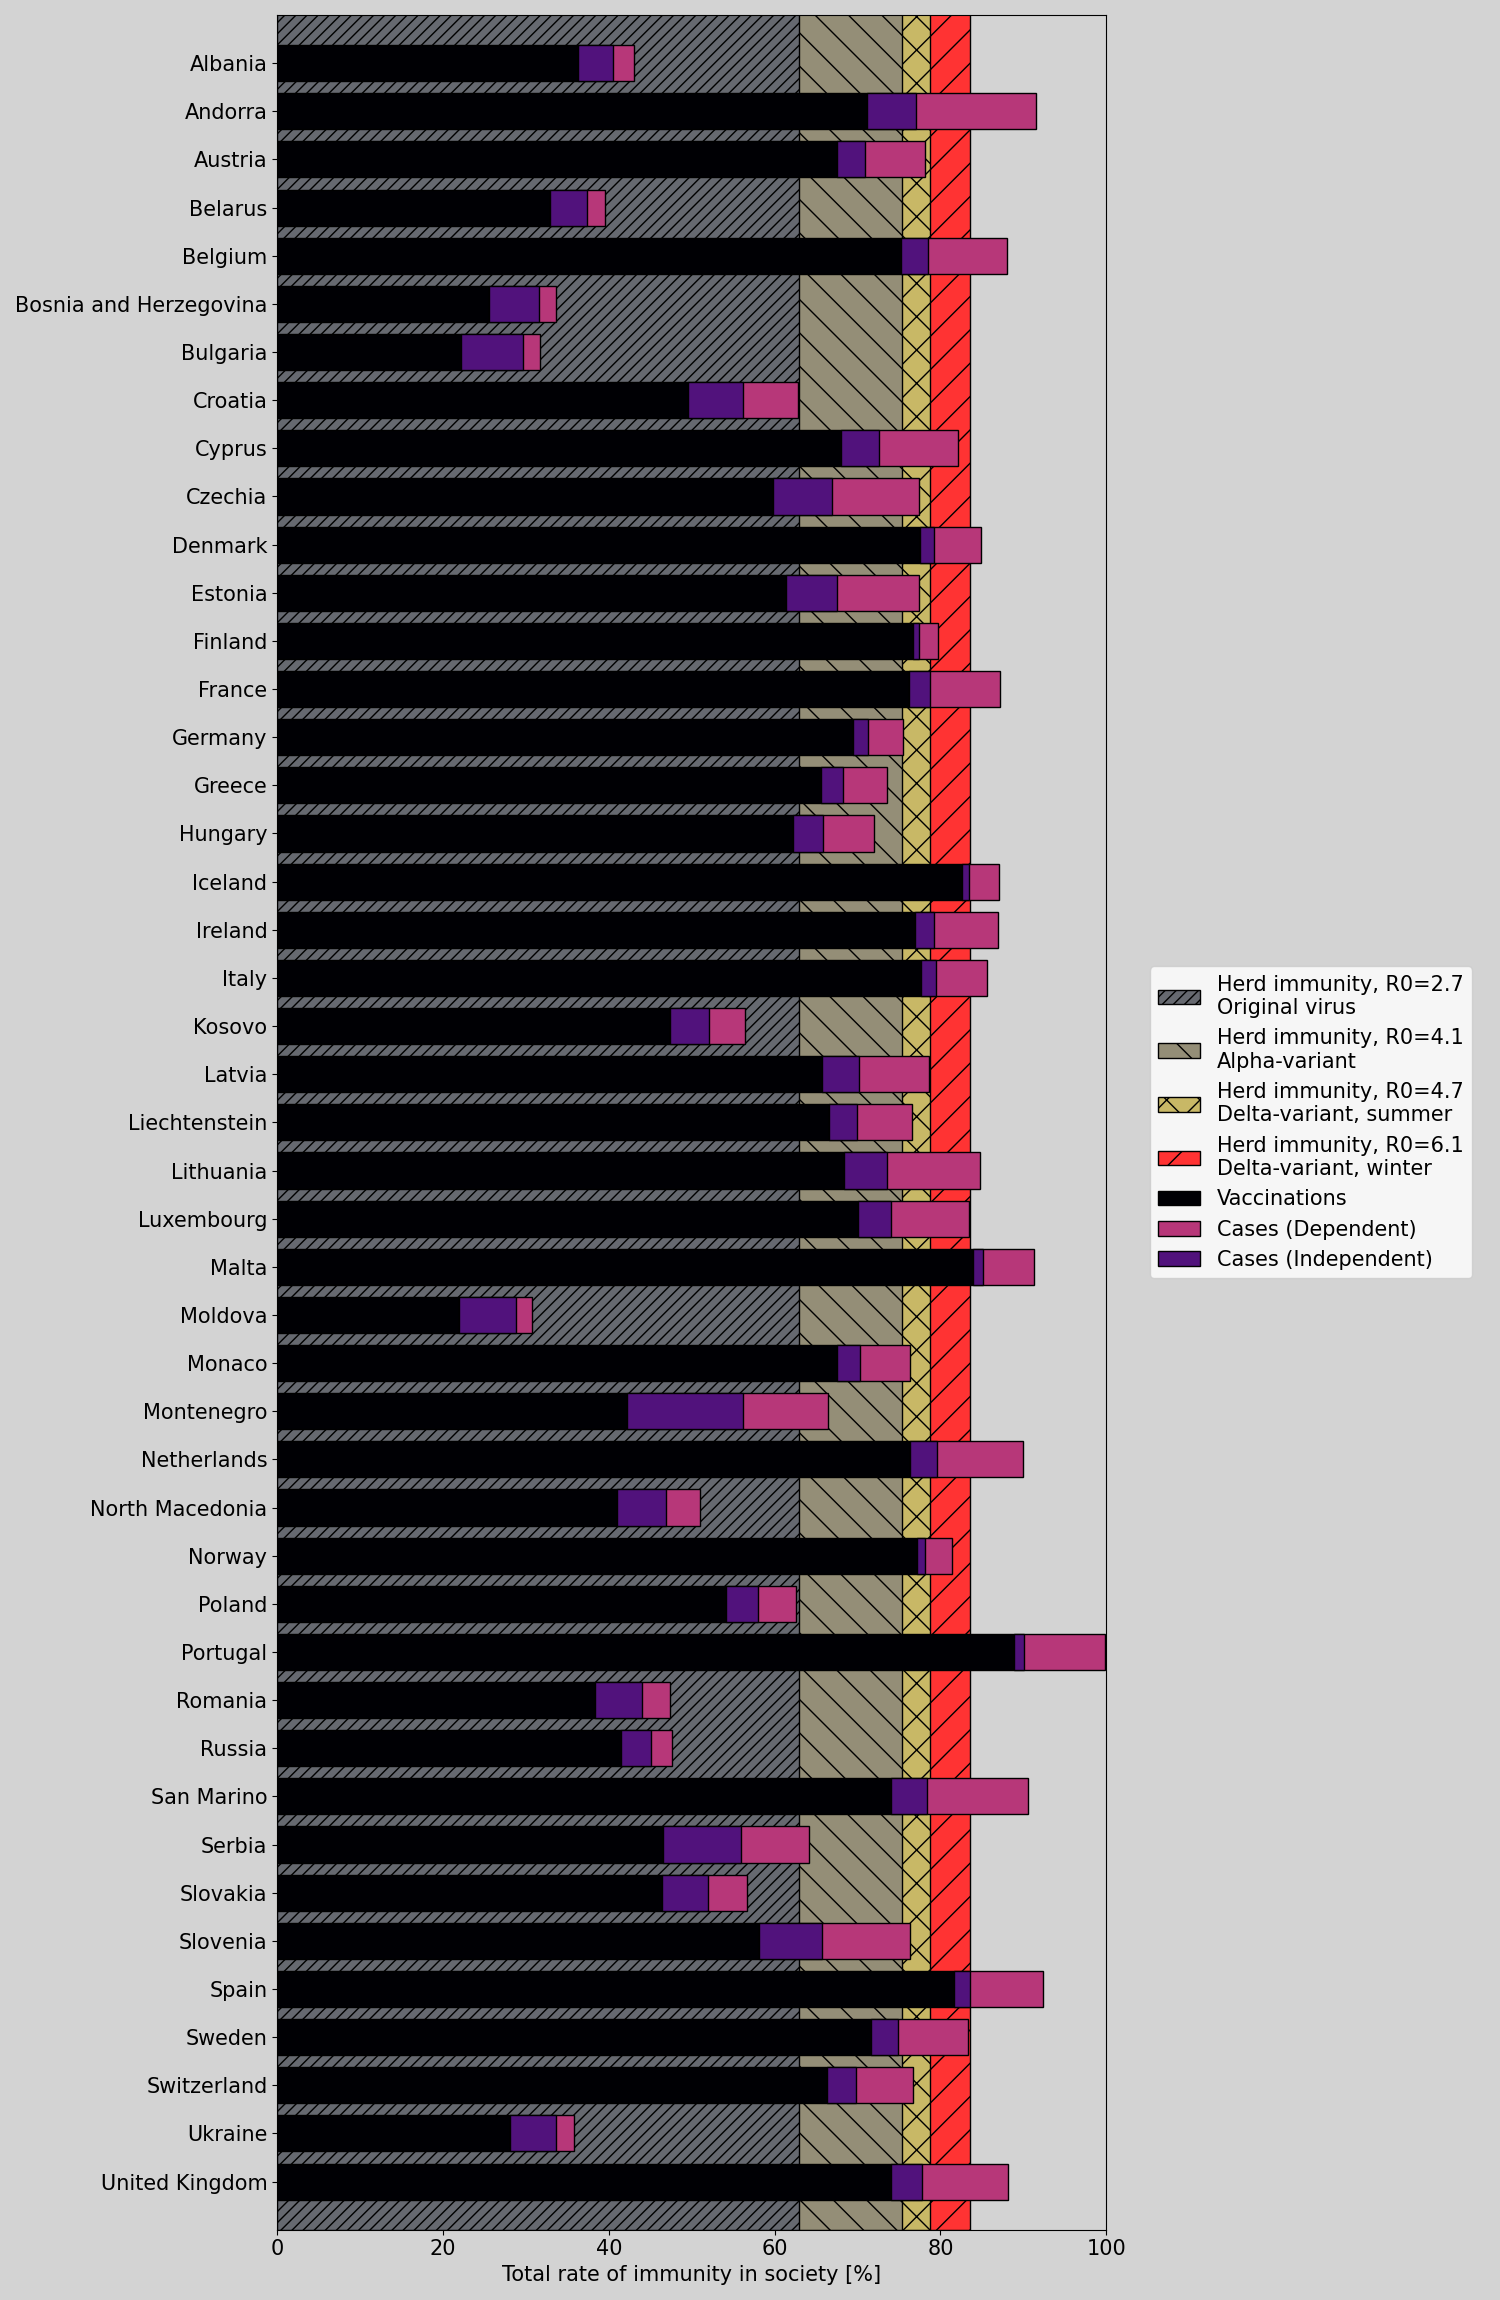 Albania
Andorra
Austria
Belarus
Belgium
Bosnia and Herzegovina
Bulgaria
Croatia
Cyprus
Czechia
Denmark
Estonia
Finland
France
Germany
Greece
Hungary
Iceland
Ireland
Italy
Kosovo
Latvia
Liechtenstein
Lithuania
Luxembourg
Malta
Moldova
Monaco
Montenegro
Netherlands
North Macedonia
Norway
Poland
Portugal
Romania
Russia
San Marino
Serbia
Slovakia
Slovenia
Spain
Sweden
Switzerland
Ukraine
United Kingdom
0 20 40 60 80 100
Total rate of immunity in society [%]
Herd immunity, R0=2.7
Original virus
Herd immunity, R0=4.1
Alpha-variant
Herd immunity, R0=4.7
Delta-variant, summer
Herd immunity, R0=6.1
Delta-variant, winter
Vaccinations
Cases (Dependent)
Cases (Independent)